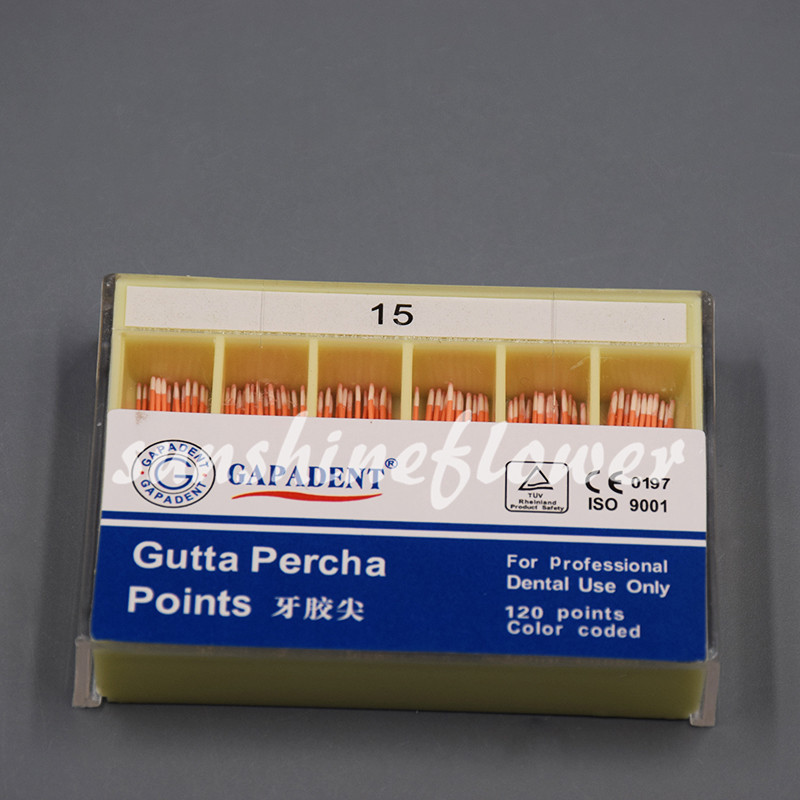 15
GAPADENT
GAPADENT
GAPADENT®
sunshineflower
TÜV
Rheinland
Product Safety
CE 0197
ISO 9001
Gutta Percha
Points 牙胶尖
For Professional
Dental Use Only
120 points
Color coded